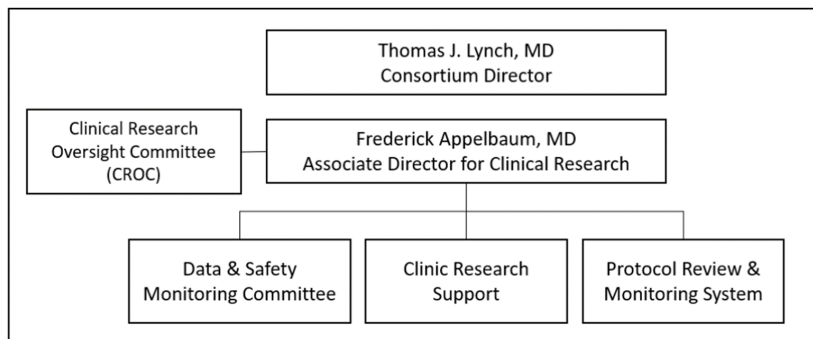 Thomas J. Lynch, MD
Consortium Director
Clinical Research
Oversight Committee
(CROC)
Frederick Appelbaum, MD
Associate Director for Clinical Research
Data & Safety
Monitoring Committee
Clinic Research
Support
Protocol Review &
Monitoring System